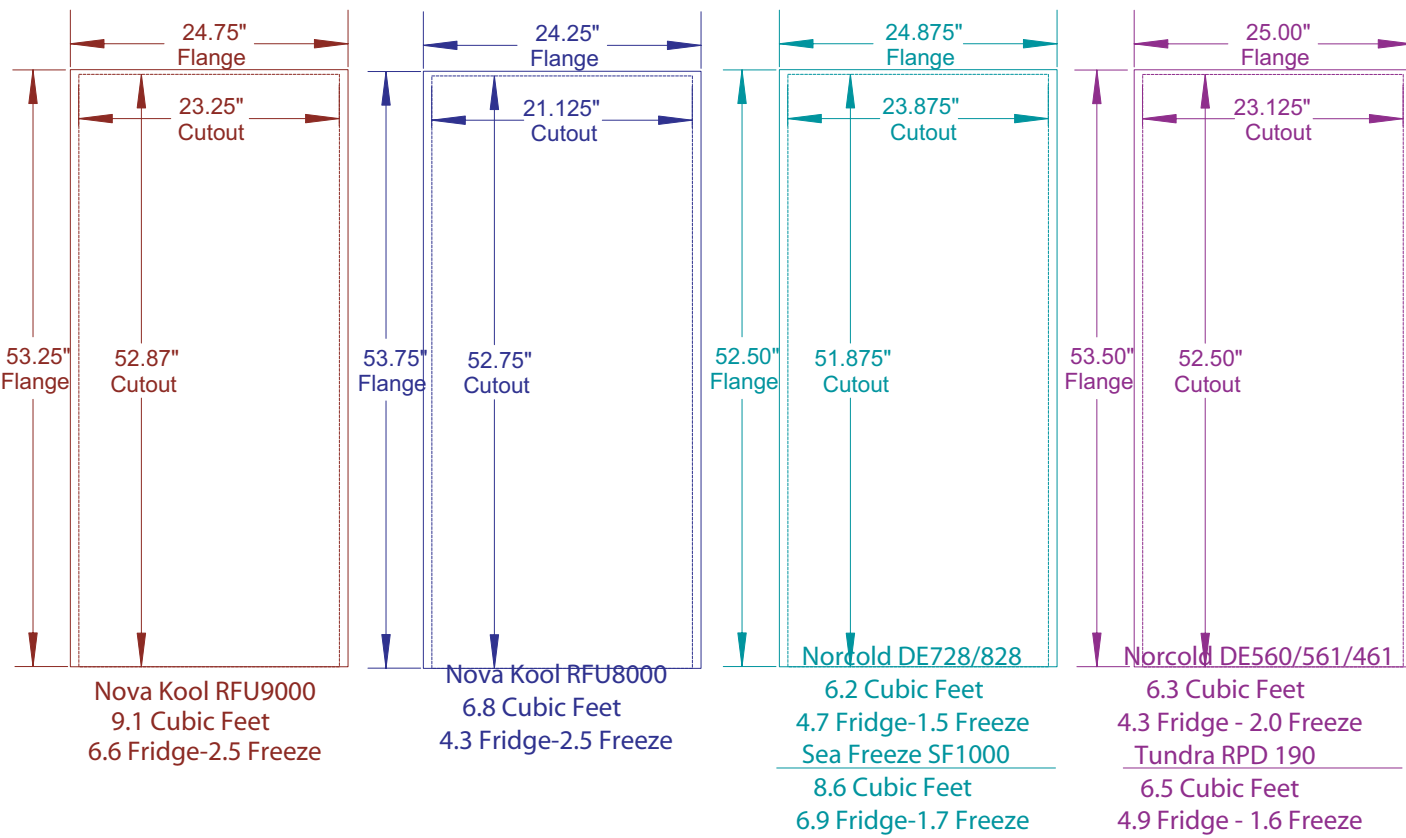 24.75"
Flange
23.25"
Cutout
53.25"
Flange
52.87"
Cutout
Nova Kool RFU9000
9.1 Cubic Feet
6.6 Fridge-2.5 Freeze
24.25"
Flange
21.125"
Cutout
53.75"
Flange
52.75"
Cutout
Nova Kool RFU8000
6.8 Cubic Feet
4.3 Fridge-2.5 Freeze
24.875"
Flange
23.875"
Cutout
52.50"
Flange
51.875"
Cutout
Norcold DE728/828
6.2 Cubic Feet
4.7 Fridge-1.5 Freeze
Sea Freeze SF1000
8.6 Cubic Feet
6.9 Fridge-1.7 Freeze
25.00"
Flange
23.125"
Cutout
53.50"
Flange
52.50"
Cutout
Norcold DE560/561/461
6.3 Cubic Feet
4.3 Fridge - 2.0 Freeze
Tundra RPD 190
6.5 Cubic Feet
4.9 Fridge - 1.6 Freeze